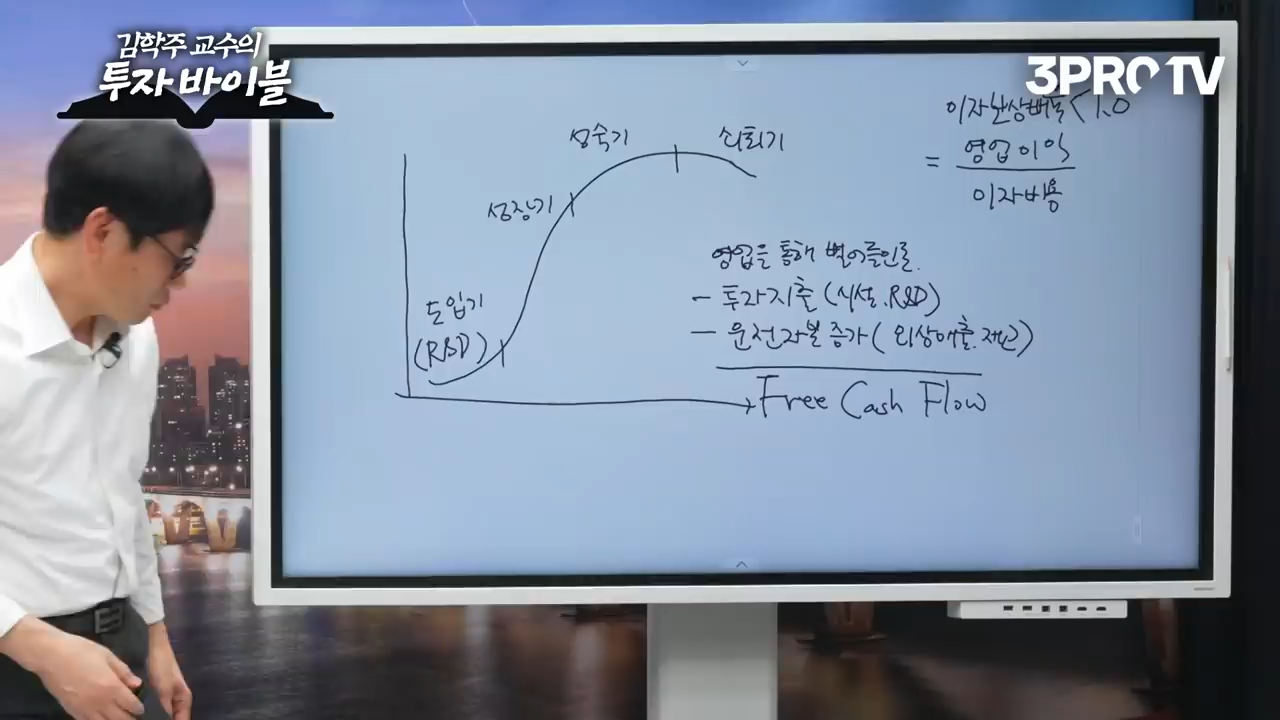 김학주 교수의
투자 바이블
3PROTV
이자보상배율<1.0
= 영업이익
이자비용
성숙기
쇠퇴기
성장기
도입기
(R&D)
영업을 통해 벌어들인돈
- 투자지출 (시설.R&D)
- 운전자본 증가 (외상매출.재고)
Free Cash Flow